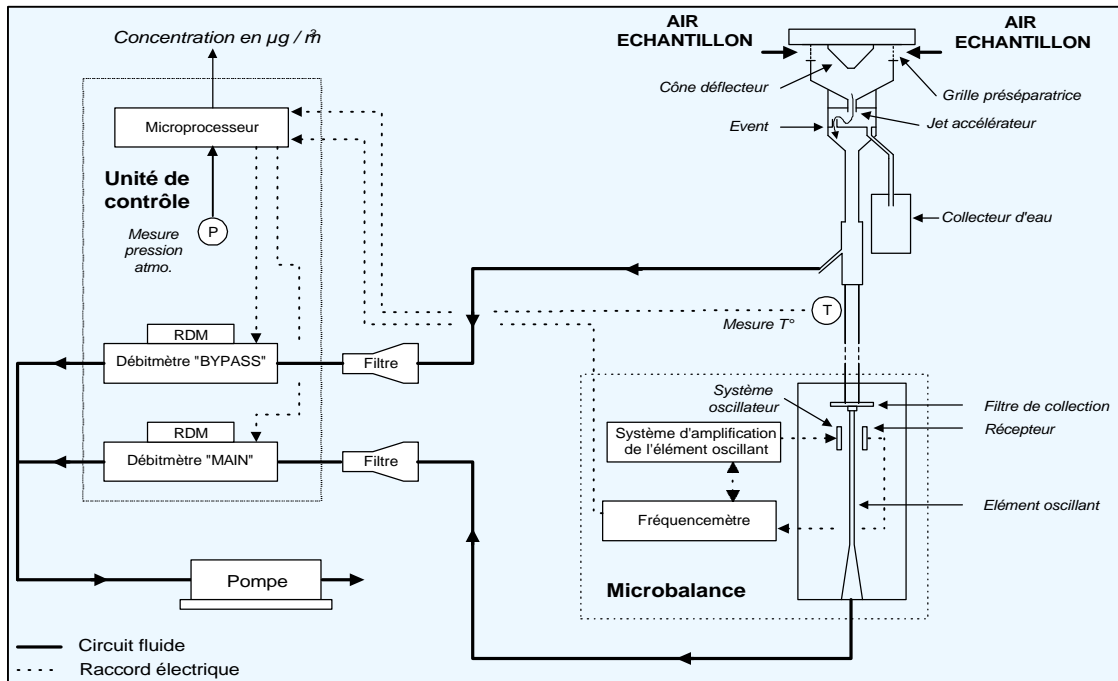 Concentration en µg / m³
AIR
ECHANTILLON
AIR
ECHANTILLON
Cône déflecteur
Grille préséparatrice
Jet accélérateur
Event
Collecteur d'eau
Microprocesseur
Unité de
contrôle
P
Mesure
pression
atmo.
T
Mesure T°
RDM
Débitmètre "BYPASS"
Filtre
RDM
Débitmètre "MAIN"
Filtre
Système
oscillateur
Filtre de collection
Récepteur
Système d'amplification
de l'élément oscillant
Elément oscillant
Fréquencemètre
Microbalance
Pompe
Circuit fluide
Raccord électrique